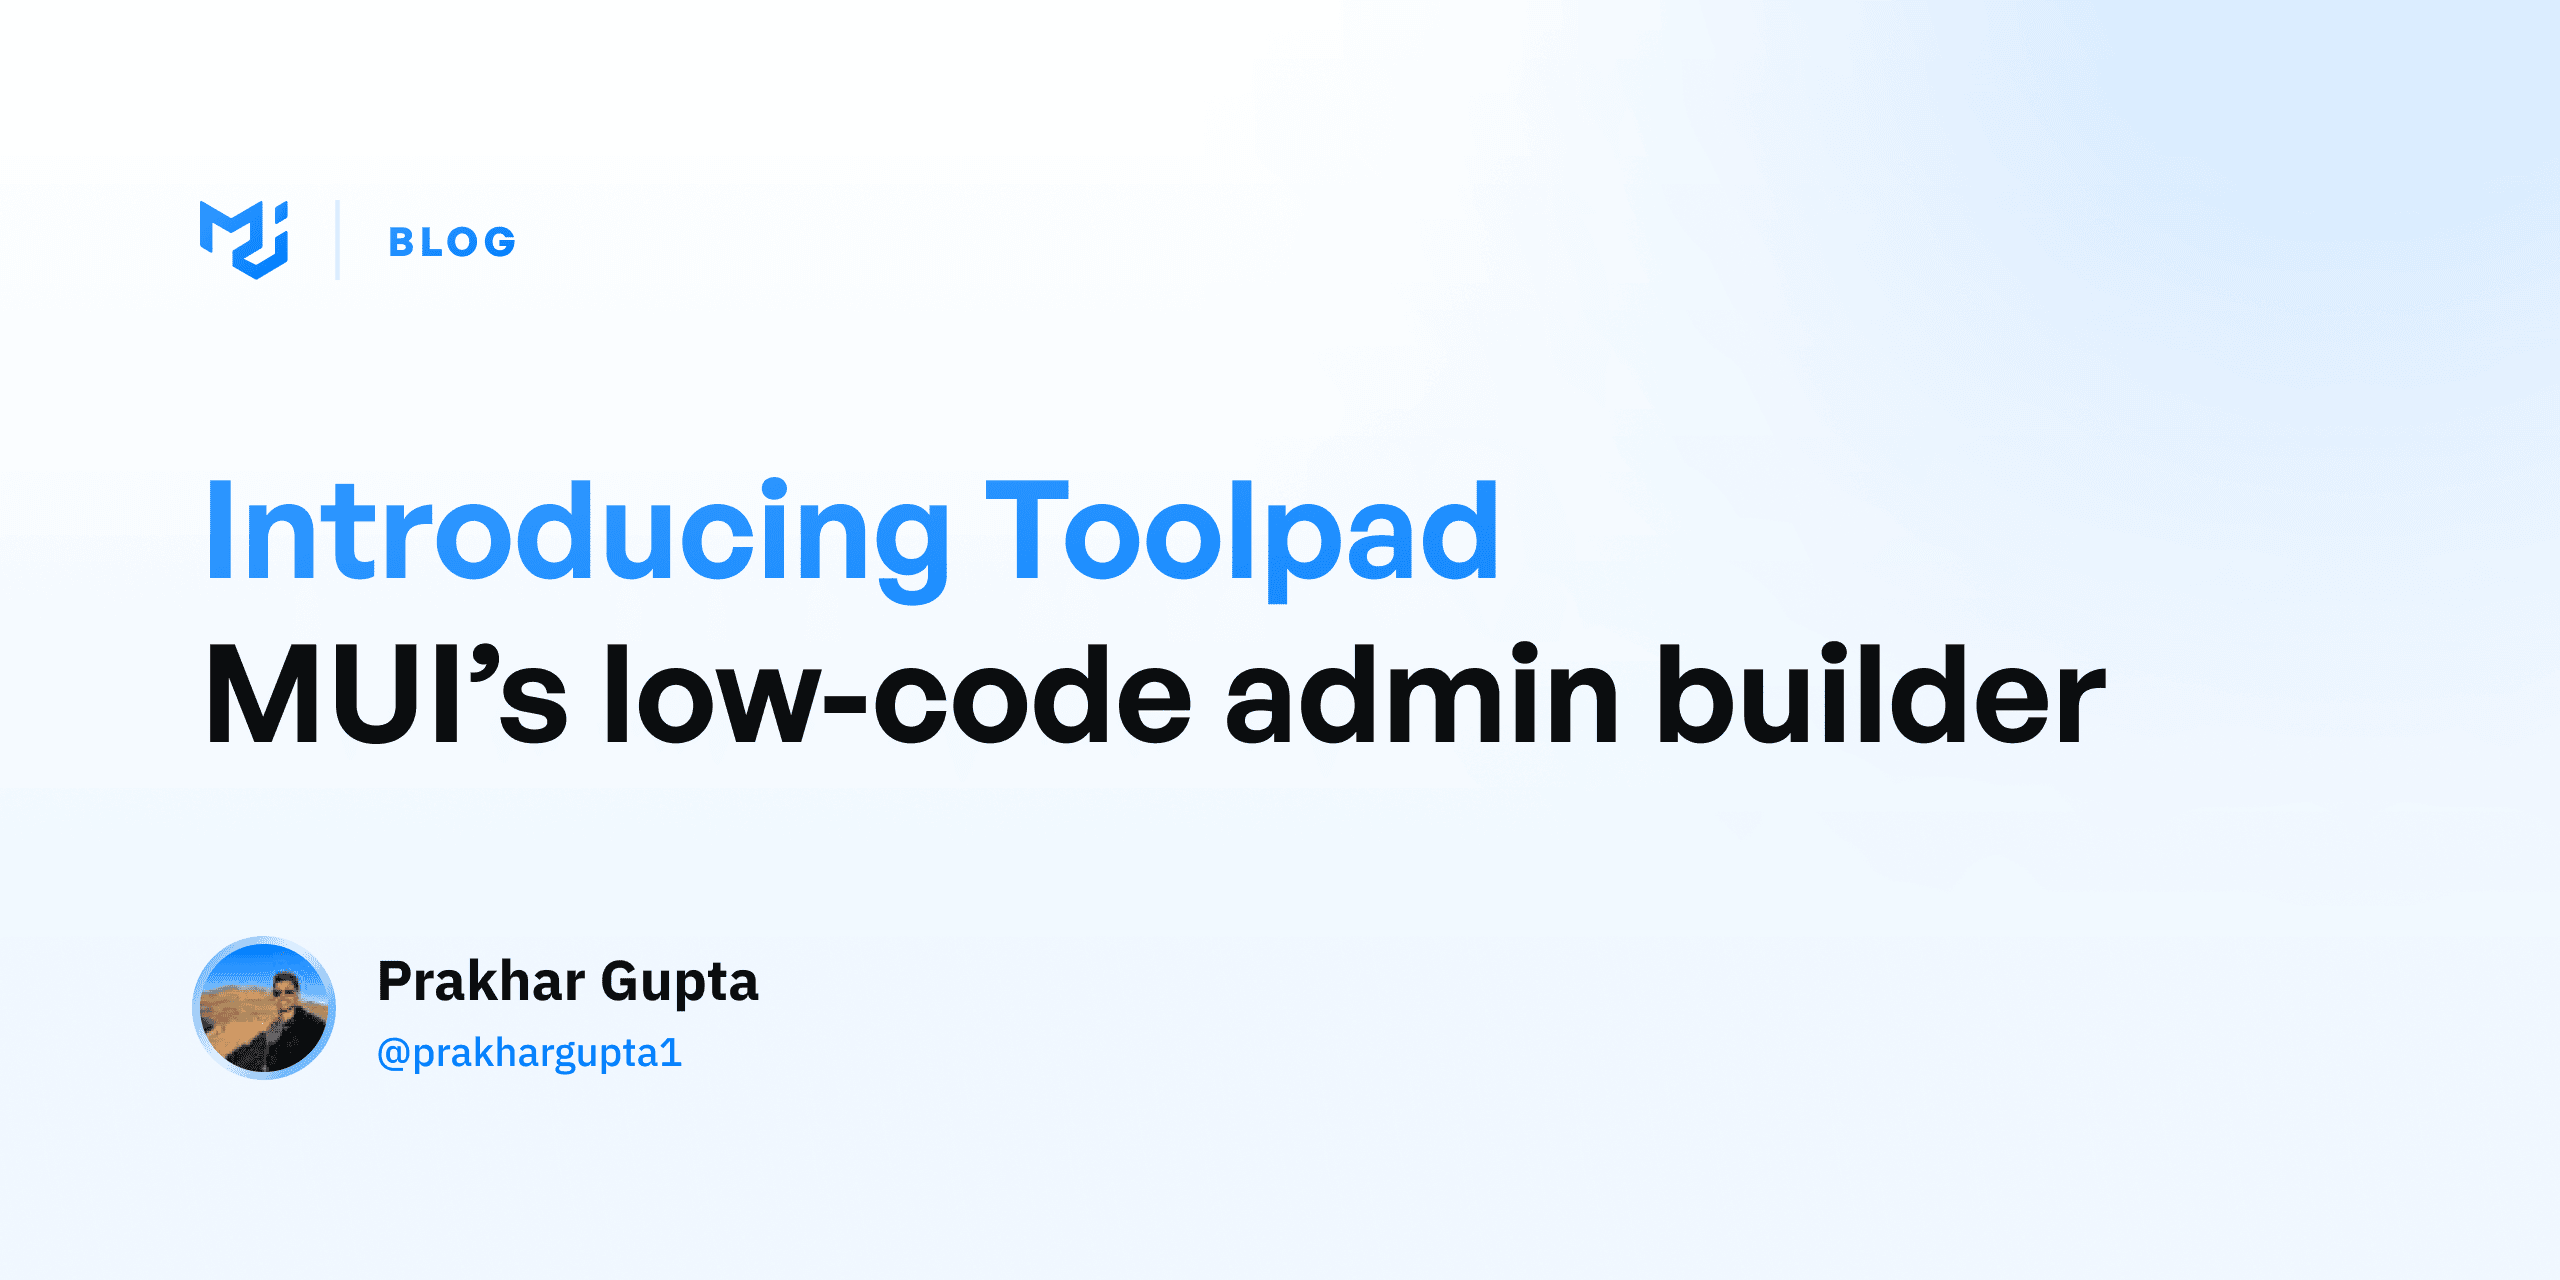 BLOG
Introducing Toolpad
MUI’s low-code admin builder
Prakhar Gupta
@prakhargupta1